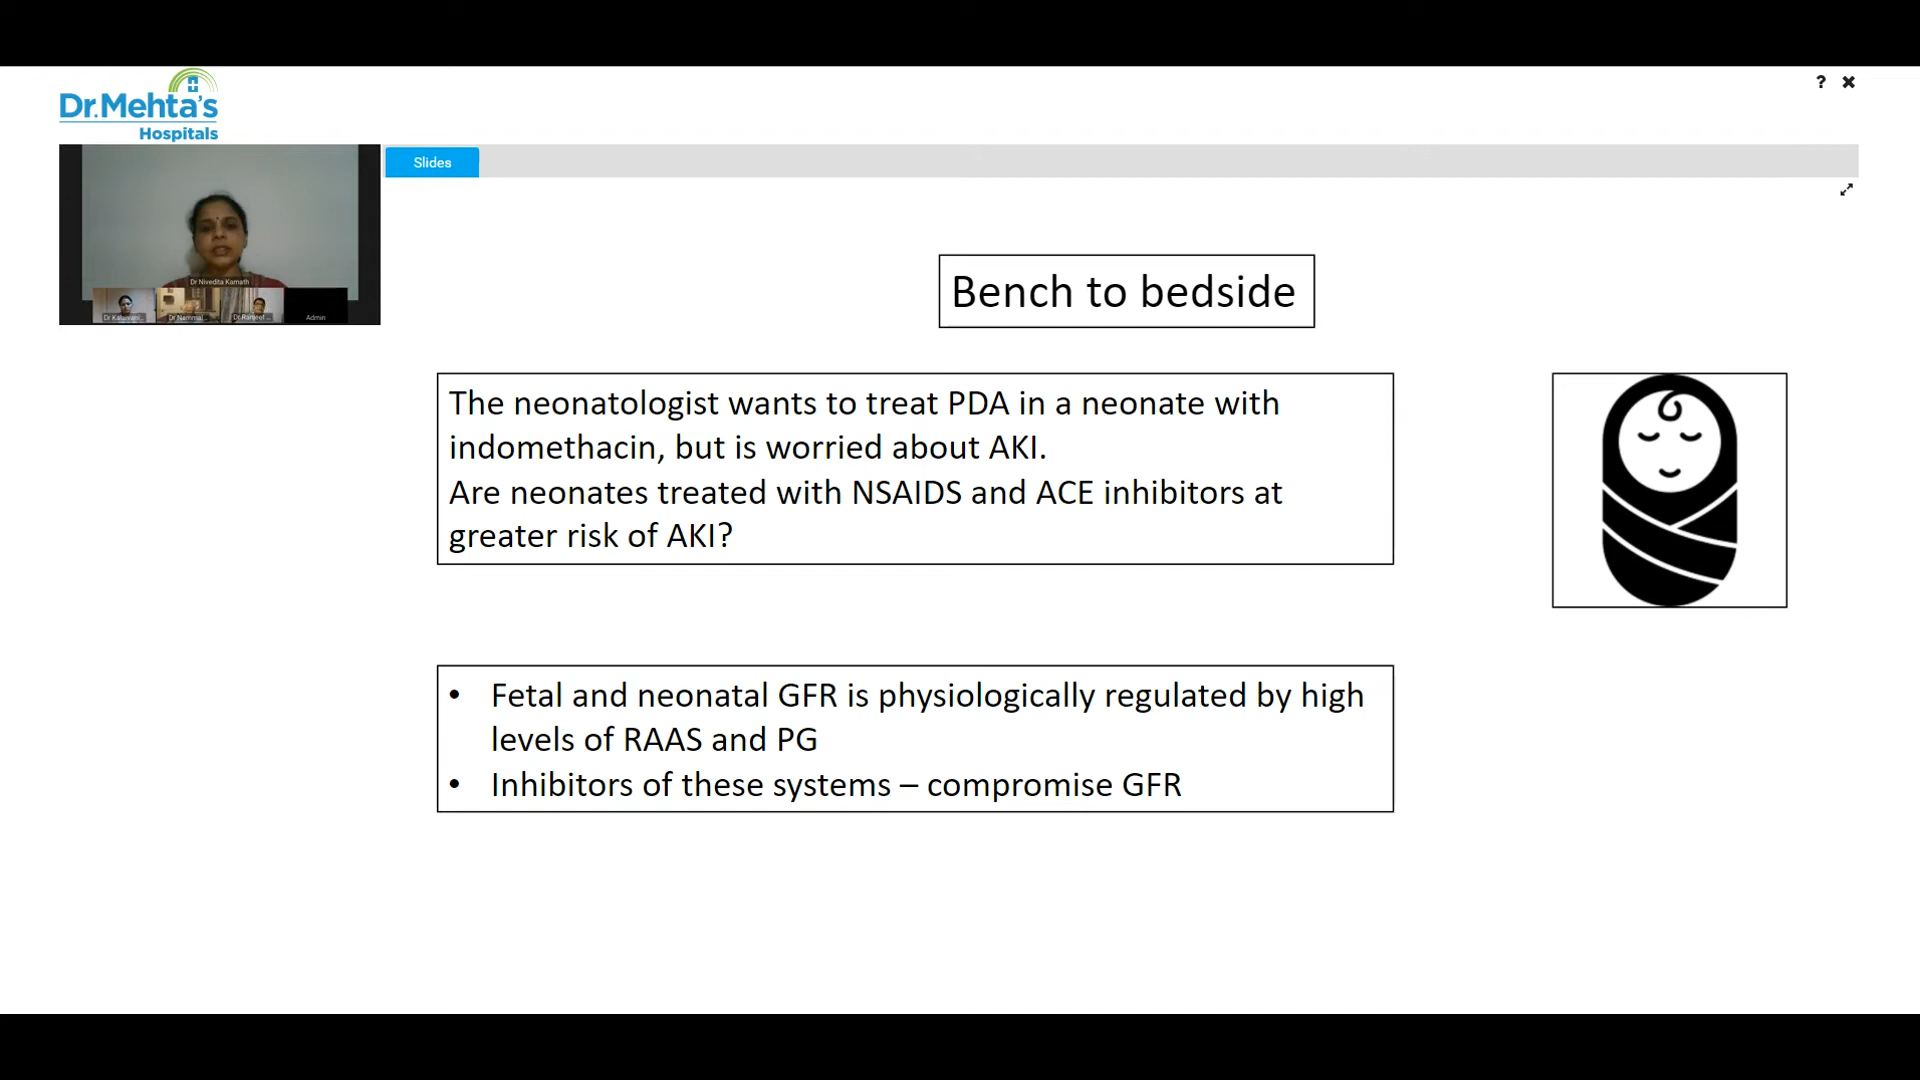 Dr.Mehta's
Hospitals
? ✖
Slides
Dr Nivedita Kamath
Admin
Bench to bedside
The neonatologist wants to treat PDA in a neonate with
indomethacin, but is worried about AKI.
Are neonates treated with NSAIDS and ACE inhibitors at
greater risk of AKI?
• Fetal and neonatal GFR is physiologically regulated by high
levels of RAAS and PG
• Inhibitors of these systems – compromise GFR